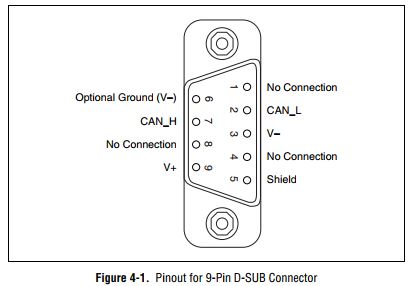 1 No Connection
Optional Ground (V–) 6
2 CAN_L
CAN_H 7
3 V–
No Connection 8
4 No Connection
V+ 9
5 Shield
Figure 4-1. Pinout for 9-Pin D-SUB Connector